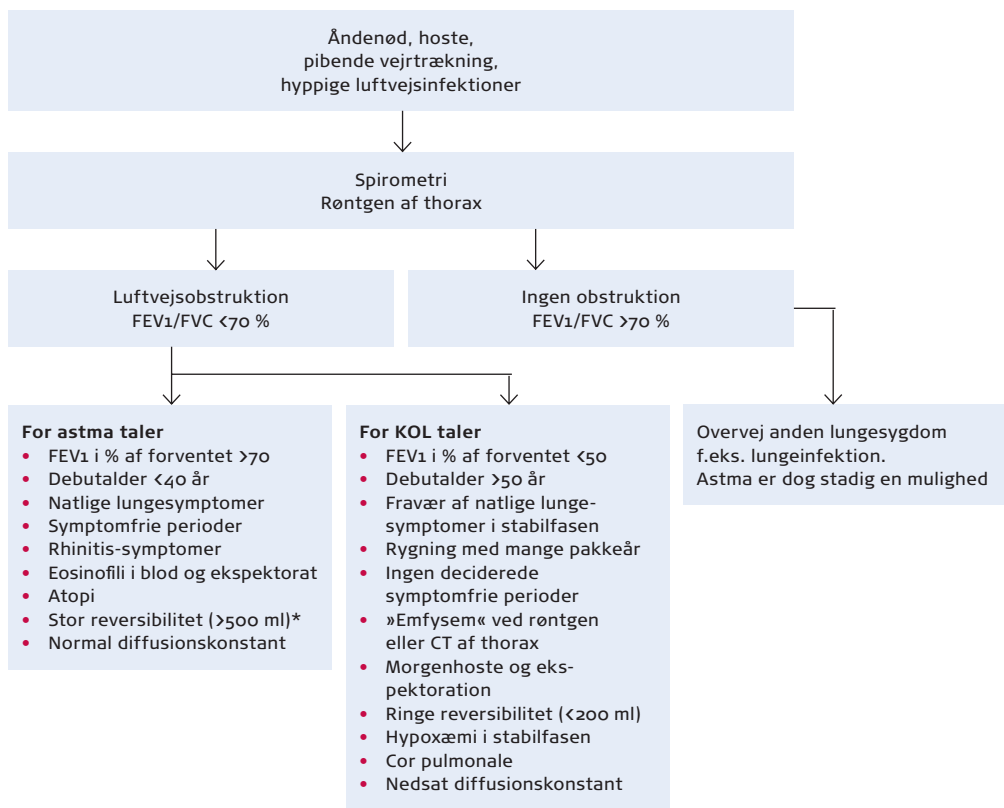 Åndenød, hoste,
pibende vejrtrækning,
hyppige luftvejsinfektioner
Spirometri
Røntgen af thorax
Luftvejsobstruktion
FEV1/FVC <70 %
Ingen obstruktion
FEV1/FVC >70 %
For astma taler
• FEV1 i % af forventet >70
• Debutalder <40 år
• Natlige lungesymptomer
• Symptomfrie perioder
• Rhinitis-symptomer
• Eosinofili i blod og ekspektorat
• Atopi
• Stor reversibilitet (>500 ml)*
• Normal diffusionskonstant
For KOL taler
• FEV1 i % af forventet <50
• Debutalder >50 år
• Fravær af natlige lunge-
symptomer i stabilfasen
• Rygning med mange pakkeår
• Ingen deciderede
symptomfrie perioder
• »Emfysem« ved røntgen
eller CT af thorax
• Morgenhoste og eks-
pektoration
• Ringe reversibilitet (<200 ml)
• Hypoxæmi i stabilfasen
• Cor pulmonale
• Nedsat diffusionskonstant
Overvej anden lungesygdom
f.eks. lungeinfektion.
Astma er dog stadig en mulighed